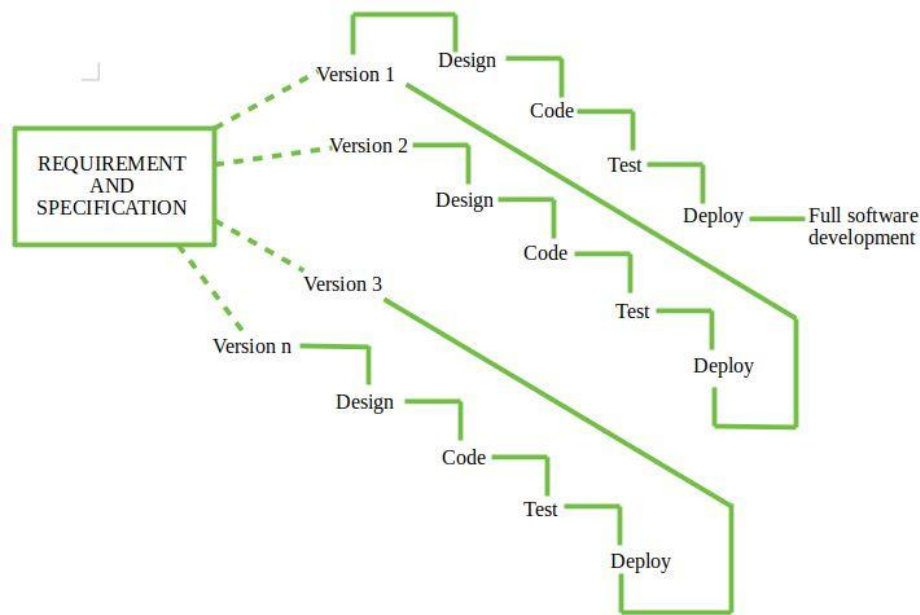 REQUIREMENT
AND
SPECIFICATION
Version 1
Design
Code
Test
Deploy
Full software
development
Version 2
Design
Code
Test
Deploy
Version 3
Version n
Design
Code
Test
Deploy